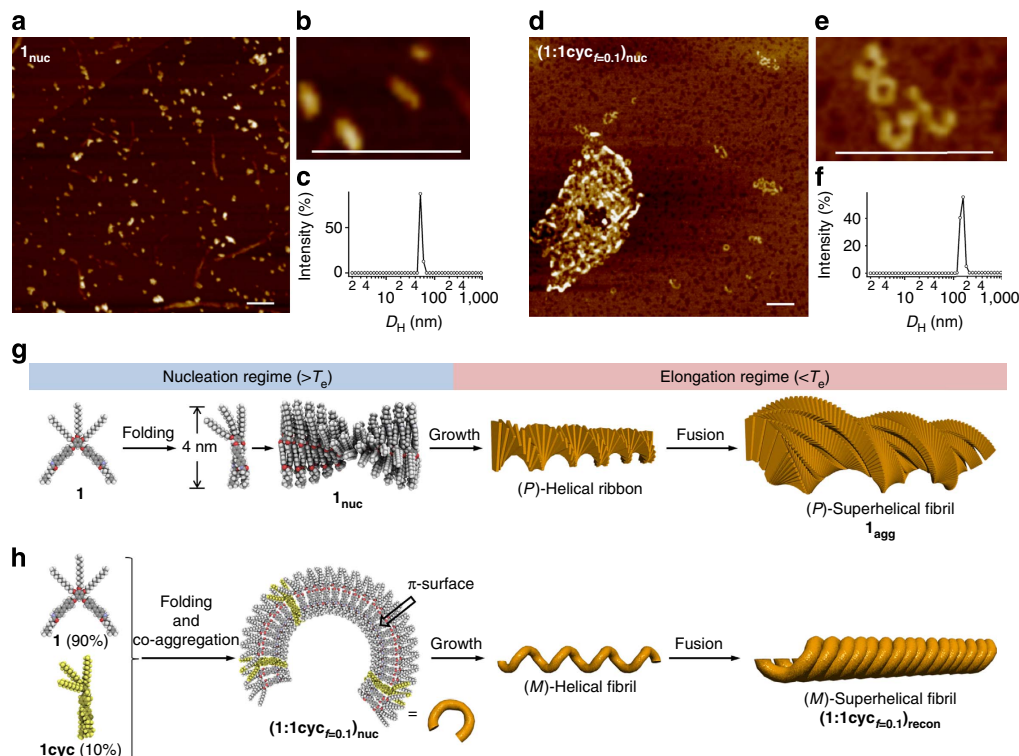 a
1nuc
b
c
Intensity (%)
50
0
2 4 2 4 2 4
10 100 1,000
DH (nm)
d
(1:1cycf=0.1)nuc
e
f
Intensity (%)
40
20
0
2 4 2 4 2 4
10 100 1,000
DH (nm)
g
Nucleation regime (>Te)
Elongation regime (<Te)
1
Folding
4 nm
1nuc
Growth
(P)-Helical ribbon
Fusion
(P)-Superhelical fibril
1agg
h
1 (90%)
1cyc (10%)
Folding
and
co-aggregation
π-surface
(1:1cycf=0.1)nuc
=
Growth
(M)-Helical fibril
Fusion
(M)-Superhelical fibril
(1:1cycf=0.1)recon